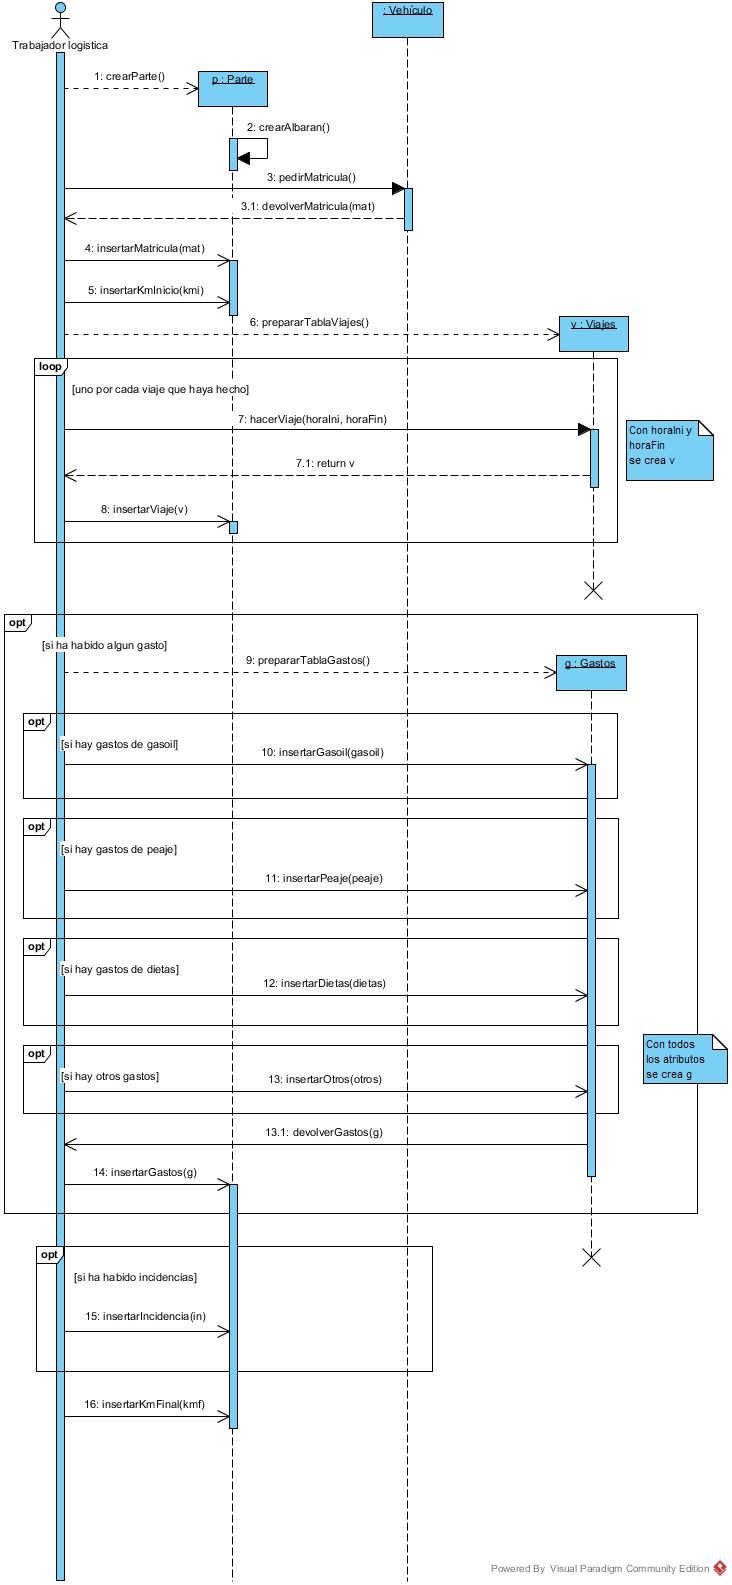 : Vehículo
Trabajador logistica
1: crearParte()
p : Parte
2: crearAlbaran()
3: pedirMatricula()
3.1: devolverMatricula(mat)
4: insertarMatricula(mat)
5: insertarKmInicio(kmi)
6: prepararTablaViajes()
v : Viajes
loop
[uno por cada viaje que haya hecho]
7: hacerViaje(horaIni, horaFin)
Con horaIni y
horaFin
se crea v
7.1: return v
8: insertarViaje(v)
opt
[si ha habido algun gasto]
9: prepararTablaGastos()
g : Gastos
opt
[si hay gastos de gasoil]
10: insertarGasoil(gasoil)
opt
[si hay gastos de peaje]
11: insertarPeaje(peaje)
opt
[si hay gastos de dietas]
12: insertarDietas(dietas)
opt
[si hay otros gastos]
13: insertarOtros(otros)
Con todos
los atributos
se crea g
13.1: devolverGastos(g)
14: insertarGastos(g)
opt
[si ha habido incidencias]
15: insertarIncidencia(in)
16: insertarKmFinal(kmf)
Powered By Visual Paradigm Community Edition